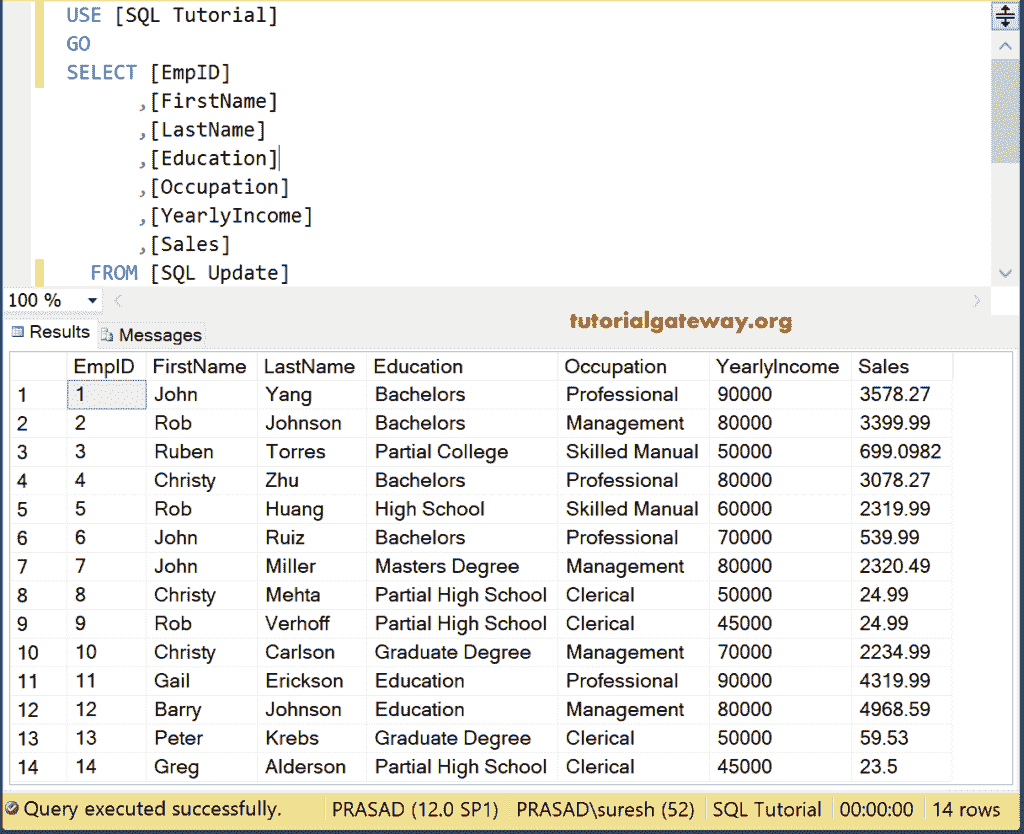 USE [SQL Tutorial]
GO
SELECT [EmpID]
,[FirstName]
,[LastName]
,[Education]
,[Occupation]
,[YearlyIncome]
,[Sales]
FROM [SQL Update]
100 %
tutorialgateway.org
Results Messages
EmpID FirstName LastName Education Occupation YearlyIncome Sales
1 1 John Yang Bachelors Professional 90000 3578.27
2 2 Rob Johnson Bachelors Management 80000 3399.99
3 3 Ruben Torres Partial College Skilled Manual 50000 699.0982
4 4 Christy Zhu Bachelors Professional 80000 3078.27
5 5 Rob Huang High School Skilled Manual 60000 2319.99
6 6 John Ruiz Bachelors Professional 70000 539.99
7 7 John Miller Masters Degree Management 80000 2320.49
8 8 Christy Mehta Partial High School Clerical 50000 24.99
9 9 Rob Verhoff Partial High School Clerical 45000 24.99
10 10 Christy Carlson Graduate Degree Management 70000 2234.99
11 11 Gail Erickson Education Professional 90000 4319.99
12 12 Barry Johnson Education Management 80000 4968.59
13 13 Peter Krebs Graduate Degree Clerical 50000 59.53
14 14 Greg Alderson Partial High School Clerical 45000 23.5
Query executed successfully. PRASAD (12.0 SP1) PRASAD\suresh (52) SQL Tutorial 00:00:00 14 rows